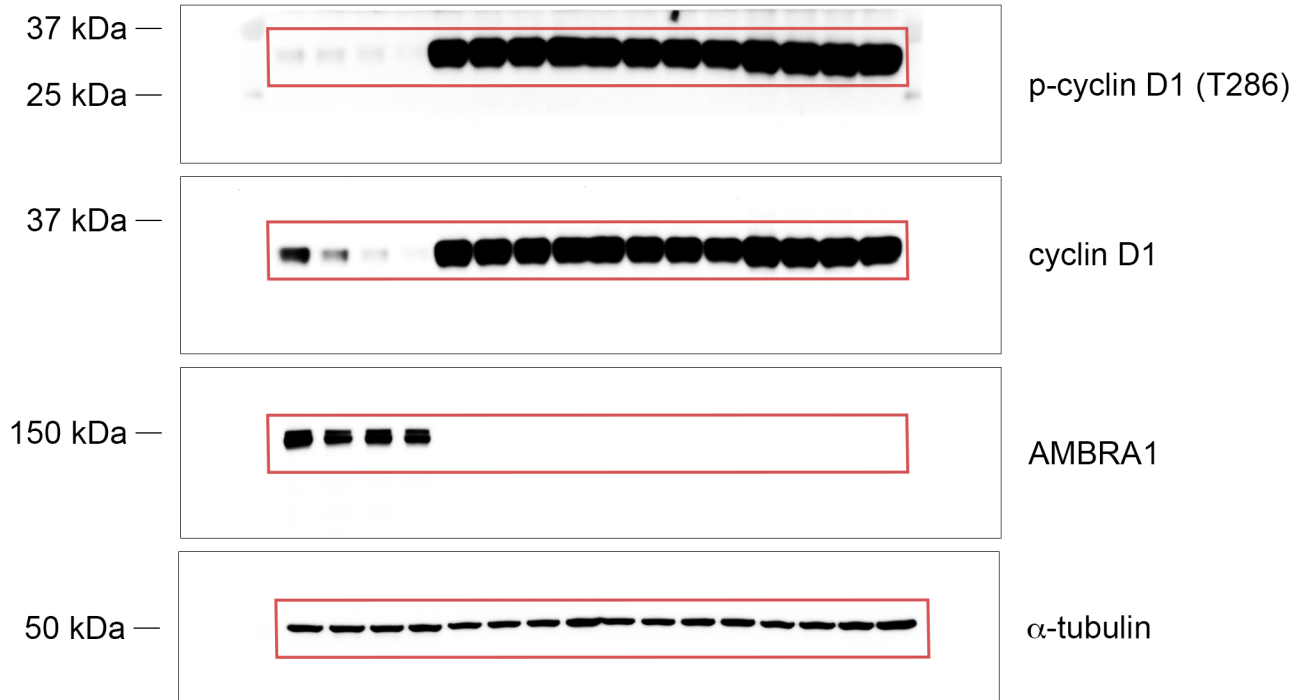 37 kDa —
25 kDa —
p-cyclin D1 (T286)
37 kDa —
cyclin D1
150 kDa —
AMBRA1
50 kDa —
α-tubulin